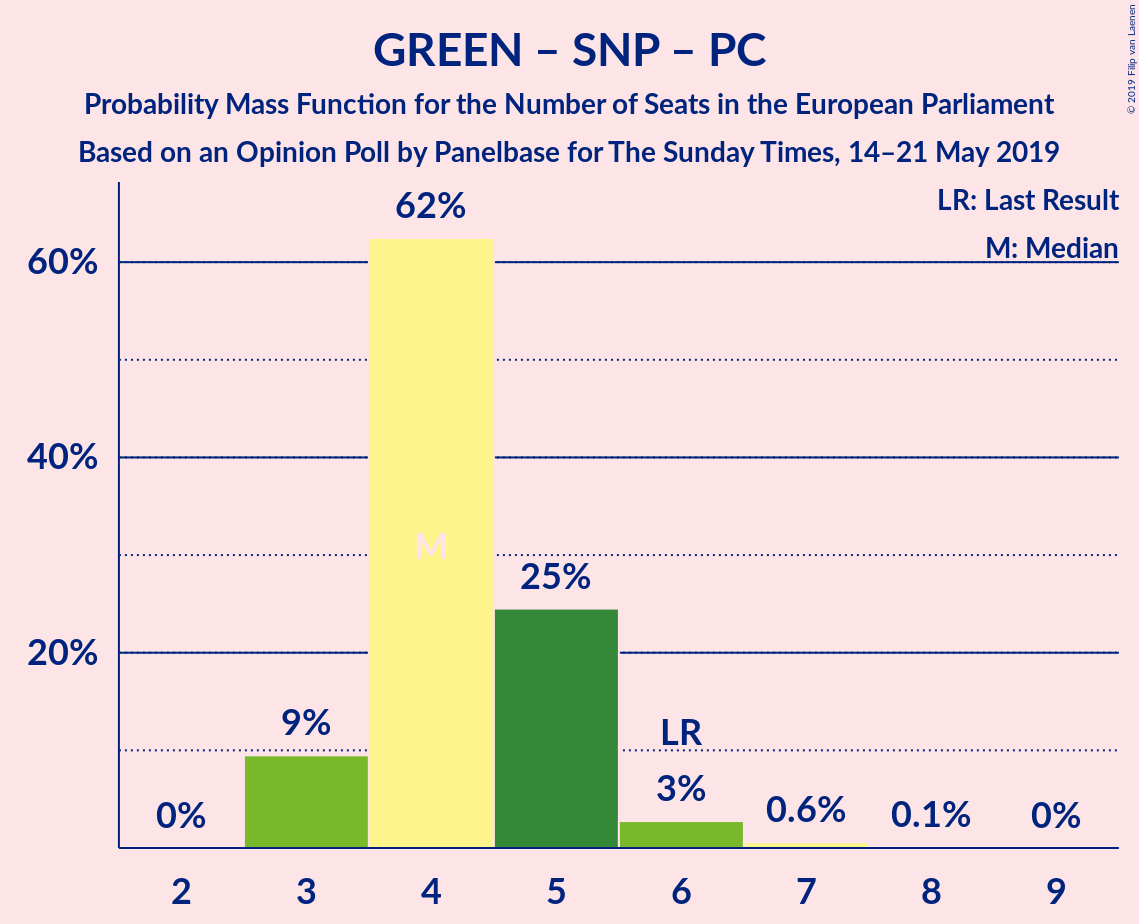 GREEN – SNP – PC
Probability Mass Function for the Number of Seats in the European Parliament
Based on an Opinion Poll by Panelbase for The Sunday Times, 14–21 May 2019
© 2019 Filip van Laenen
LR: Last Result
M: Median
60%
40%
20%
0%
9%
62%
M
25%
LR
3%
0.6%
0.1%
0%
2 3 4 5 6 7 8 9